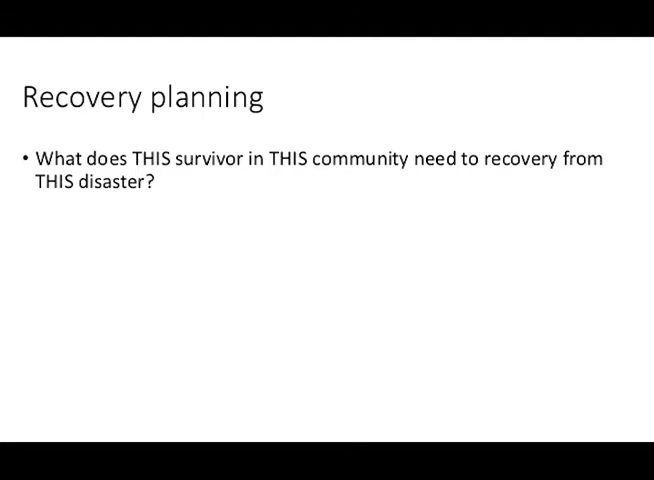 Recovery planning
• What does THIS survivor in THIS community need to recovery from
THIS disaster?